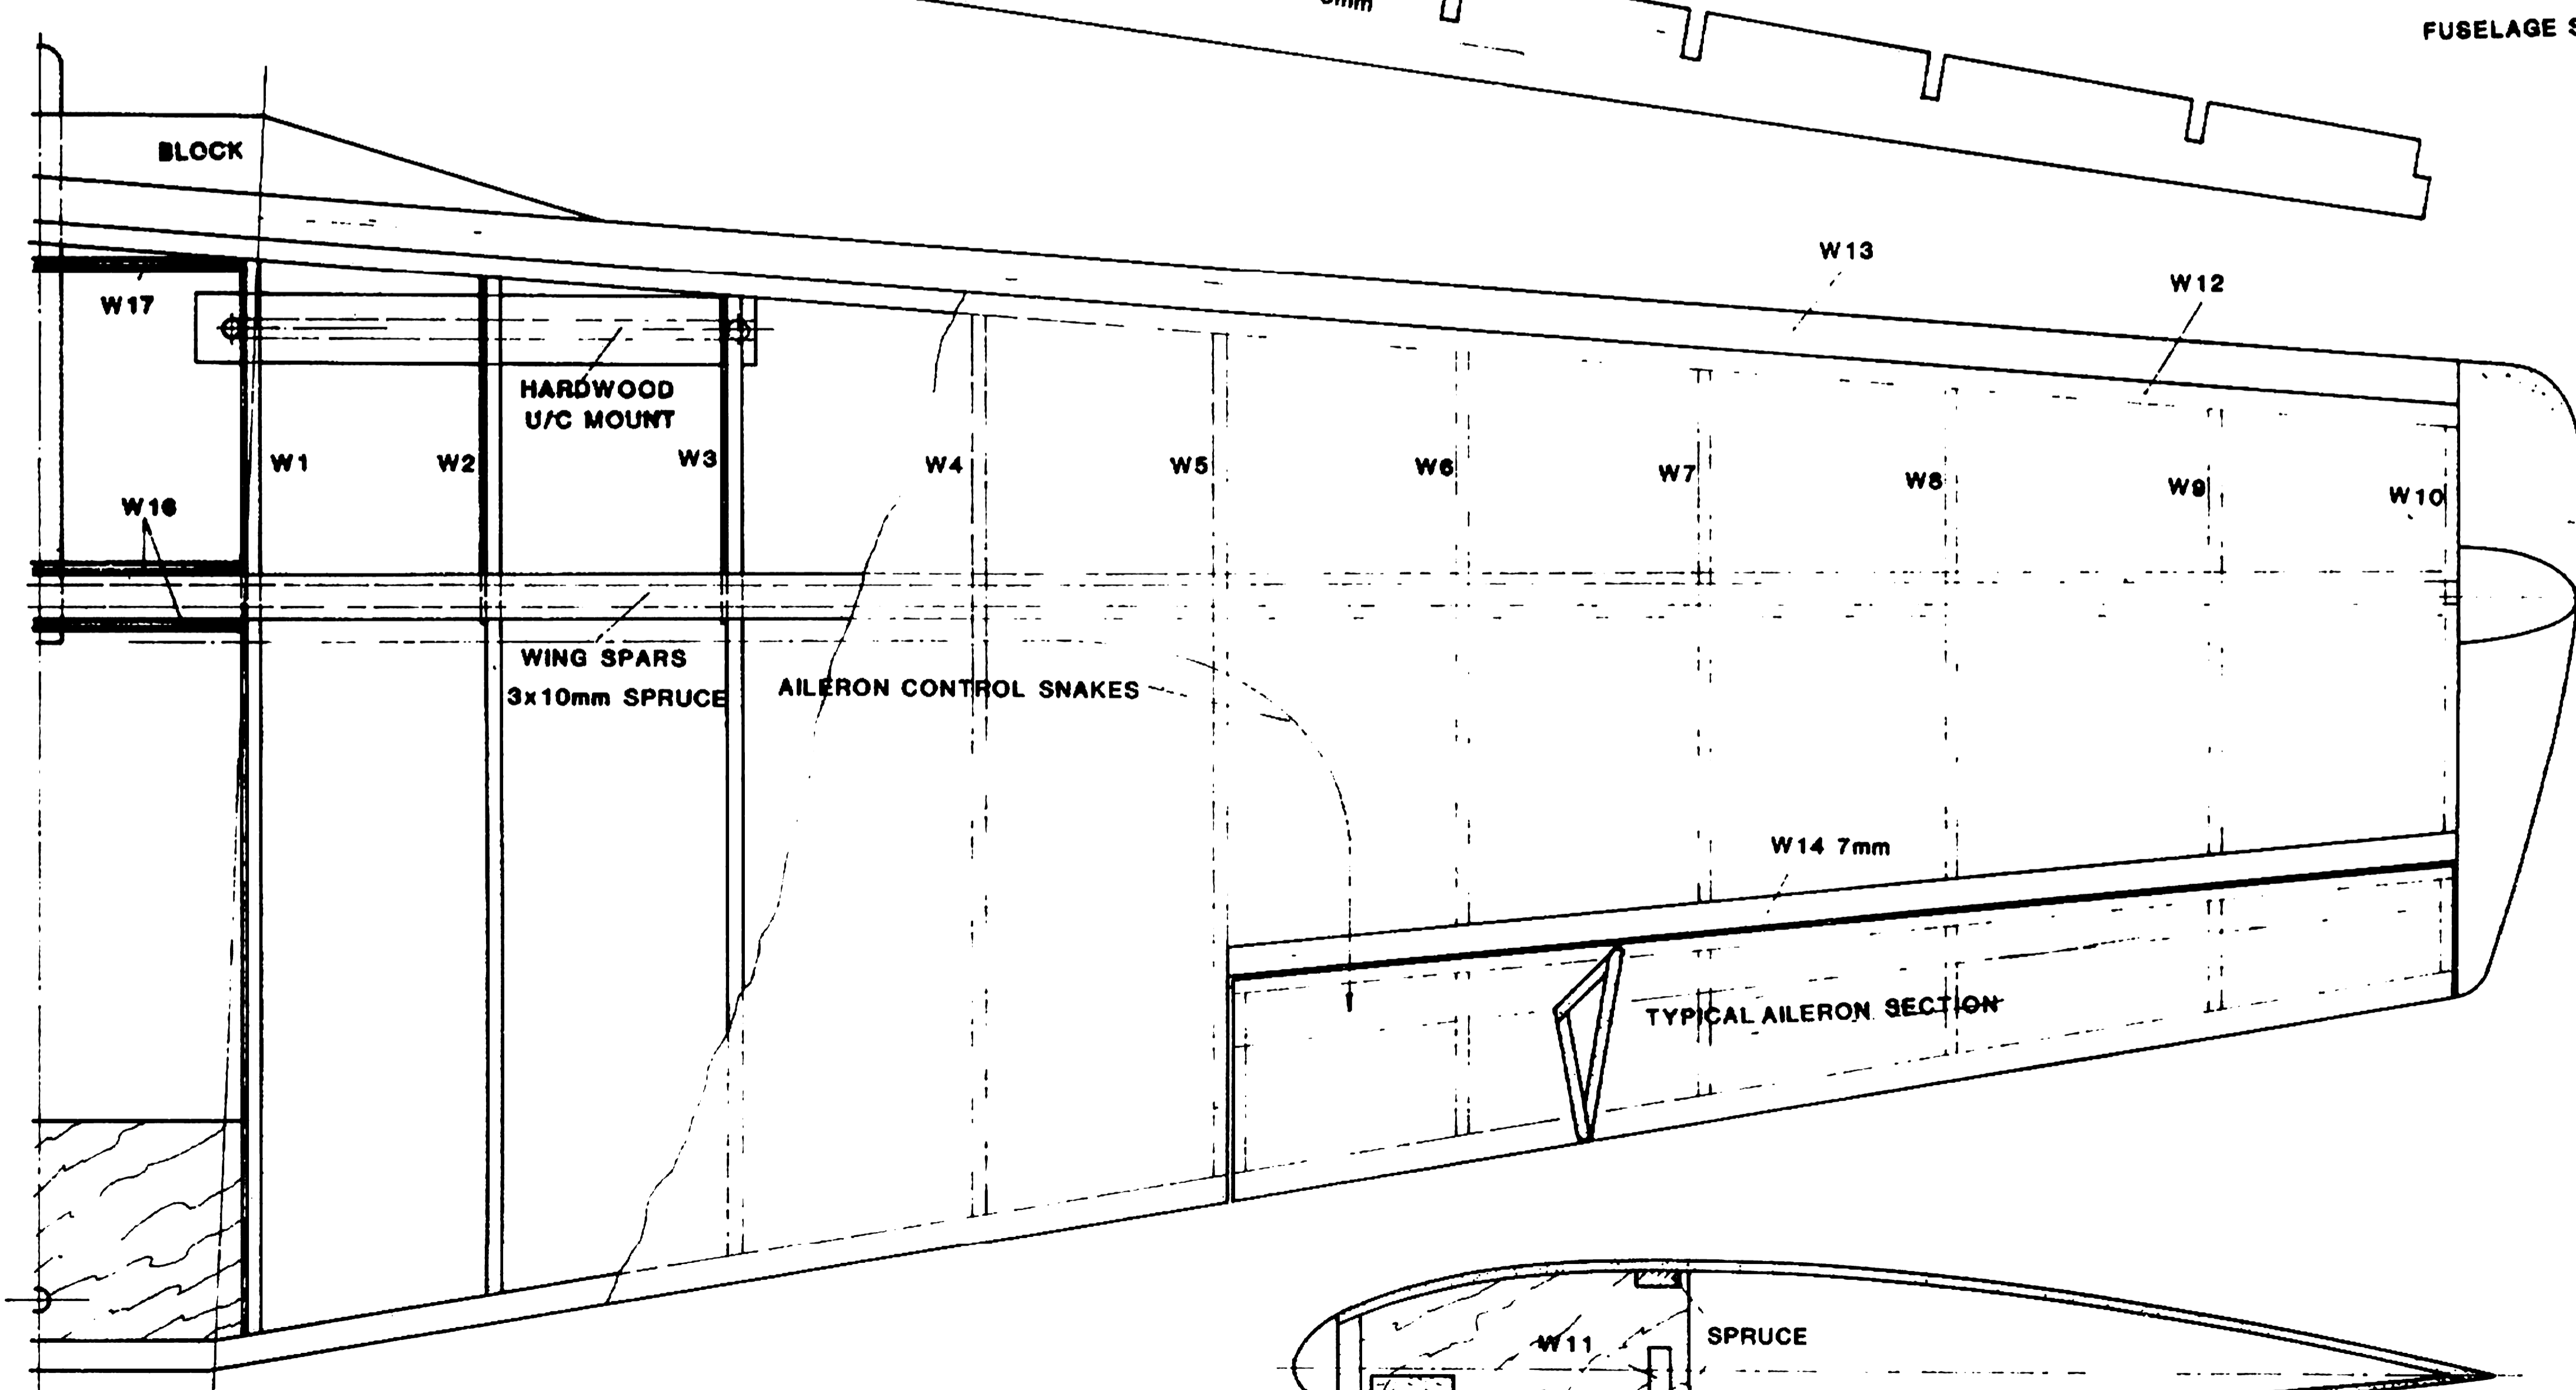 mm
FUSELAGE
BLOCK
W13
W12
W17
HARDWOOD
U/C MOUNT
W1
W2
W3
W4
W5
W6
W7
W8
W9
W10
W16
WING SPARS
3x10mm SPRUCE
AILERON CONTROL SNAKES
W14 7mm
TYPICAL AILERON SECTION
W11
SPRUCE